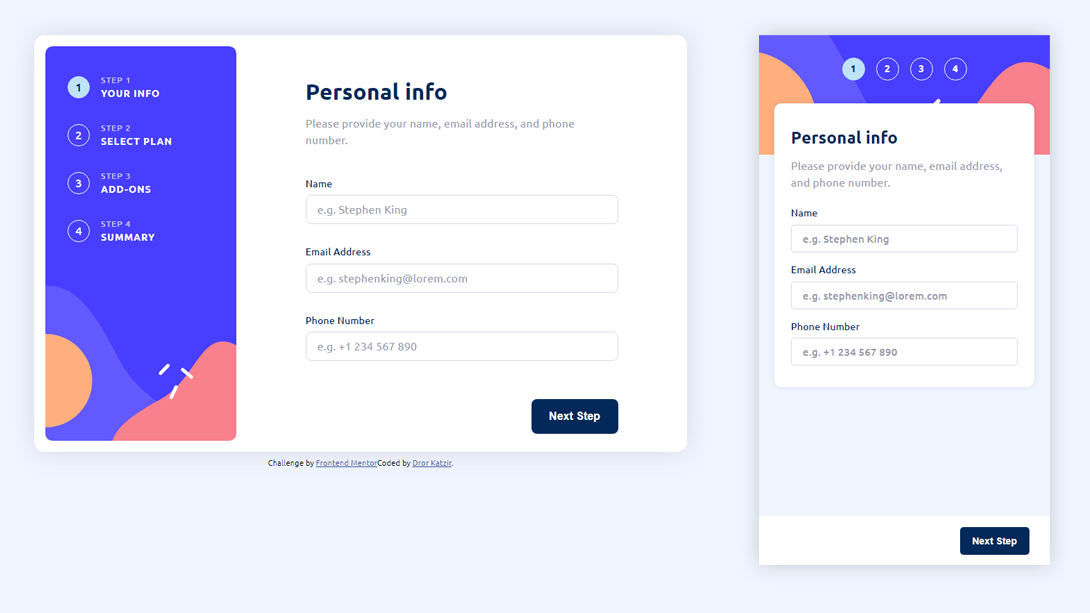 1
STEP 1
YOUR INFO
2
STEP 2
SELECT PLAN
3
STEP 3
ADD-ONS
4
STEP 4
SUMMARY
Personal info
Please provide your name, email address, and phone
number.
Name
e.g. Stephen King
Email Address
e.g. stephenking@lorem.com
Phone Number
e.g. +1 234 567 890
Next Step
Challenge by Frontend MentorCoded by Dror Katzir.
1 2 3 4
Personal info
Please provide your name, email address,
and phone number.
Name
e.g. Stephen King
Email Address
e.g. stephenking@lorem.com
Phone Number
e.g. +1 234 567 890
Next Step